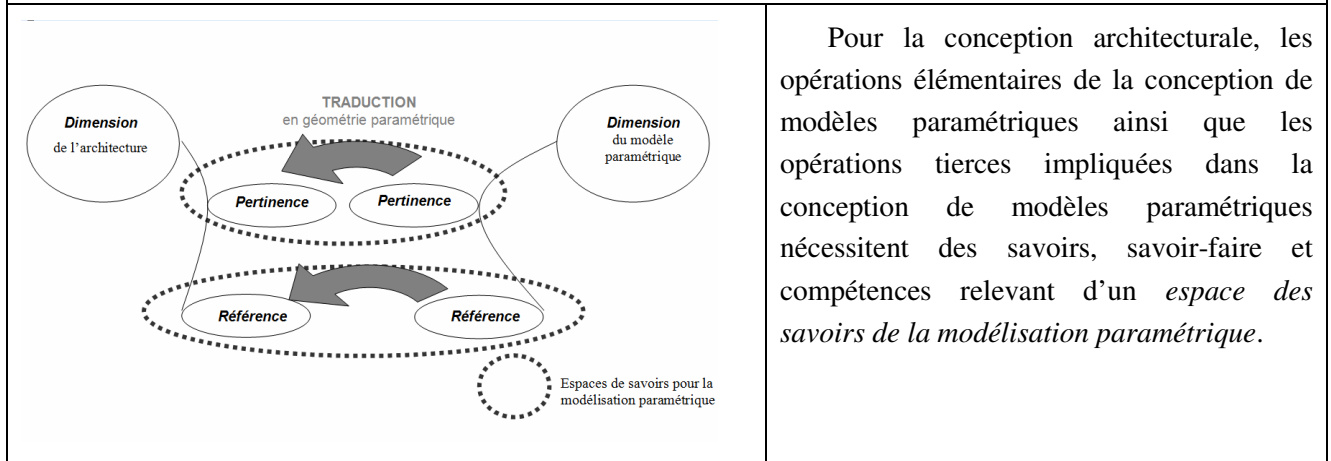 TRADUCTION
en géométrie paramétrique
Dimension
de l'architecture
Dimension
du modèle
paramétrique
Pertinence
Pertinence
Référence
Référence
Espaces de savoirs pour la
modélisation paramétrique
Pour la conception architecturale, les
opérations élémentaires de la conception de
modèles paramétriques ainsi que les
opérations tierces impliquées dans la
conception de modèles paramétriques
nécessitent des savoirs, savoir-faire et
compétences relevant d'un espace des
savoirs de la modélisation paramétrique.